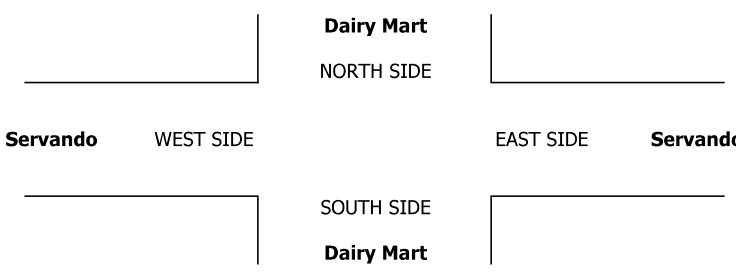 Dairy Mart
NORTH SIDE
Servando WEST SIDE EAST SIDE Servando
SOUTH SIDE
Dairy Mart